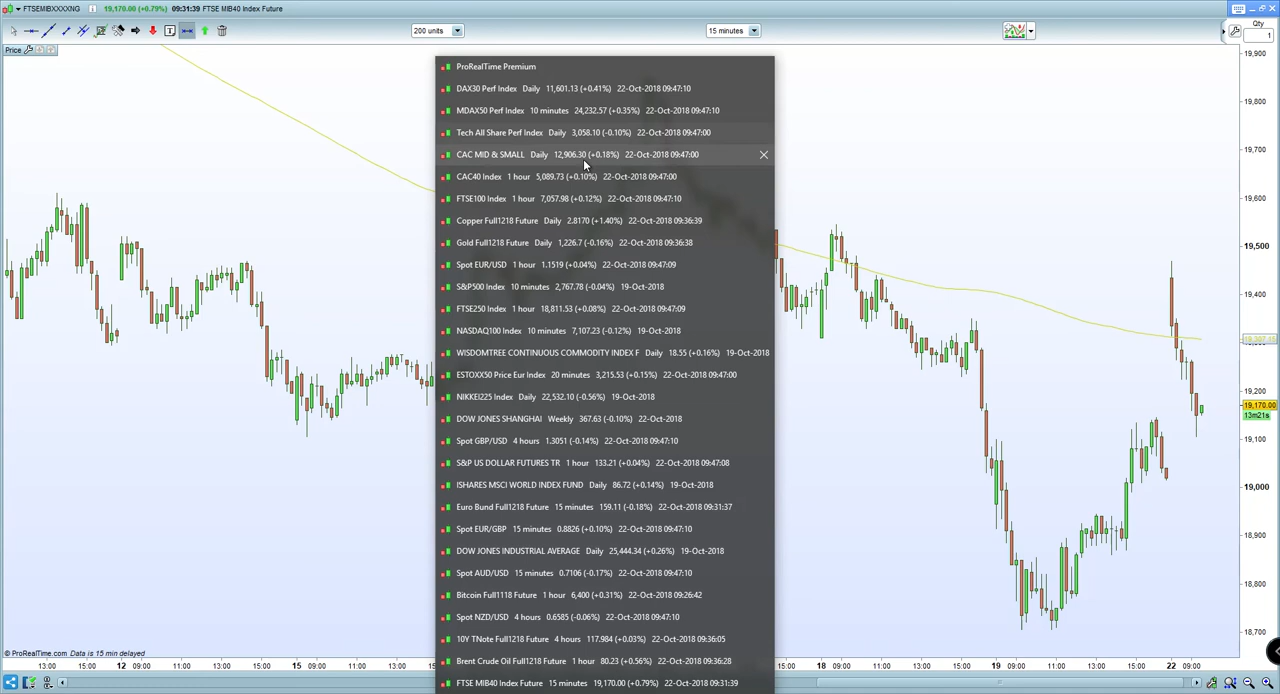 FTSEMIBXXXXNG 19,170.00 (+0.79%) 09:31:39 FTSE MIB40 Index Future
200 units
15 minutes
Qty
1
Price
ProRealTime Premium
DAX30 Perf Index Daily 11,601.13 (+0.41%) 22-Oct-2018 09:47:10
MDAX50 Perf Index 10 minutes 24,232.57 (+0.35%) 22-Oct-2018 09:47:10
Tech All Share Perf Index Daily 3,058.10 (-0.10%) 22-Oct-2018 09:47:00
CAC MID & SMALL Daily 12,906.30 (+0.18%) 22-Oct-2018 09:47:00
CAC40 Index 1 hour 5,089.73 (+0.10%) 22-Oct-2018 09:47:00
FTSE100 Index 1 hour 7,057.98 (+0.12%) 22-Oct-2018 09:47:10
Copper Full1218 Future Daily 2.8170 (+1.40%) 22-Oct-2018 09:36:39
Gold Full1218 Future Daily 1,226.7 (-0.16%) 22-Oct-2018 09:36:38
Spot EUR/USD 1 hour 1.1519 (+0.04%) 22-Oct-2018 09:47:09
S&P500 Index 10 minutes 2,767.78 (-0.04%) 19-Oct-2018
FTSE250 Index 1 hour 18,811.53 (+0.08%) 22-Oct-2018 09:47:09
NASDAQ100 Index 10 minutes 7,107.23 (-0.12%) 19-Oct-2018
WISDOMTREE CONTINUOUS COMMODITY INDEX F Daily 18.55 (+0.16%) 19-Oct-2018
ESTOXX50 Price Eur Index 20 minutes 3,215.53 (+0.15%) 22-Oct-2018 09:47:00
NIKKEI225 Index Daily 22,532.10 (-0.56%) 19-Oct-2018
DOW JONES SHANGHAI Weekly 367.63 (-0.10%) 22-Oct-2018
Spot GBP/USD 4 hours 1.3051 (-0.14%) 22-Oct-2018 09:47:10
S&P US DOLLAR FUTURES TR 1 hour 133.21 (+0.04%) 22-Oct-2018 09:47:08
ISHARES MSCI WORLD INDEX FUND Daily 86.72 (+0.14%) 19-Oct-2018
Euro Bund Full1218 Future 15 minutes 159.11 (-0.18%) 22-Oct-2018 09:31:37
Spot EUR/GBP 15 minutes 0.8826 (+0.10%) 22-Oct-2018 09:47:10
DOW JONES INDUSTRIAL AVERAGE Daily 25,444.34 (+0.26%) 19-Oct-2018
Spot AUD/USD 15 minutes 0.7106 (-0.17%) 22-Oct-2018 09:47:10
Bitcoin Full1118 Future 1 hour 6,400 (+0.31%) 22-Oct-2018 09:26:42
Spot NZD/USD 4 hours 0.6585 (-0.06%) 22-Oct-2018 09:47:10
10Y TNote Full1218 Future 4 hours 117.984 (+0.03%) 22-Oct-2018 09:36:05
Brent Crude Oil Full1218 Future 1 hour 80.23 (+0.56%) 22-Oct-2018 09:36:28
FTSE MIB40 Index Future 15 minutes 19,170.00 (+0.79%) 22-Oct-2018 09:31:39
19,900
19,800
19,700
19,600
19,500
19,400
19,200
19,170.00
13m21s
19,100
19,000
18,900
18,800
18,700
© ProRealTime.com Data is 15 min delayed
13:00 15:00 12 09:00 11:00 13:00 15:00 15 09:00 11:00 13:00 15:00 15:00 18 09:00 11:00 13:00 15:00 19 09:00 11:00 13:00 15:00 22 09:00